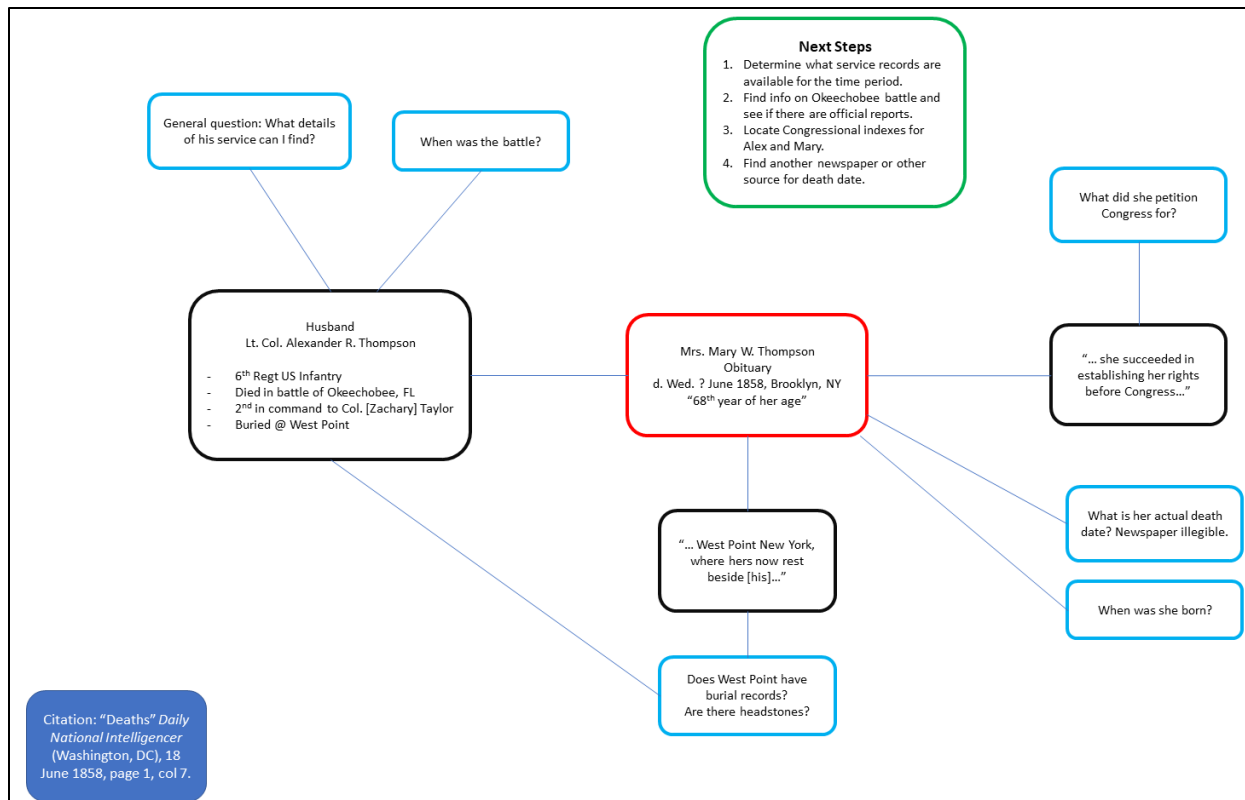 Next Steps
1. Determine what service records are
available for the time period.
2. Find info on Okeechobee battle and
see if there are official reports.
3. Locate Congressional indexes for
Alex and Mary.
4. Find another newspaper or other
source for death date.
General question: What details
of his service can I find?
When was the battle?
What did she petition
Congress for?
Husband
Lt. Col. Alexander R. Thompson
- 6th Regt US Infantry
- Died in battle of Okeechobee, FL
- 2nd in command to Col. [Zachary] Taylor
- Buried @ West Point
Mrs. Mary W. Thompson
Obituary
d. Wed. ? June 1858, Brooklyn, NY
“68th year of her age”
“… she succeeded in
establishing her rights
before Congress…”
“… West Point New York,
where hers now rest
beside [his]…”
What is her actual death
date? Newspaper illegible.
When was she born?
Does West Point have
burial records?
Are there headstones?
Citation: “Deaths” Daily
National Intelligencer
(Washington, DC), 18
June 1858, page 1, col 7.